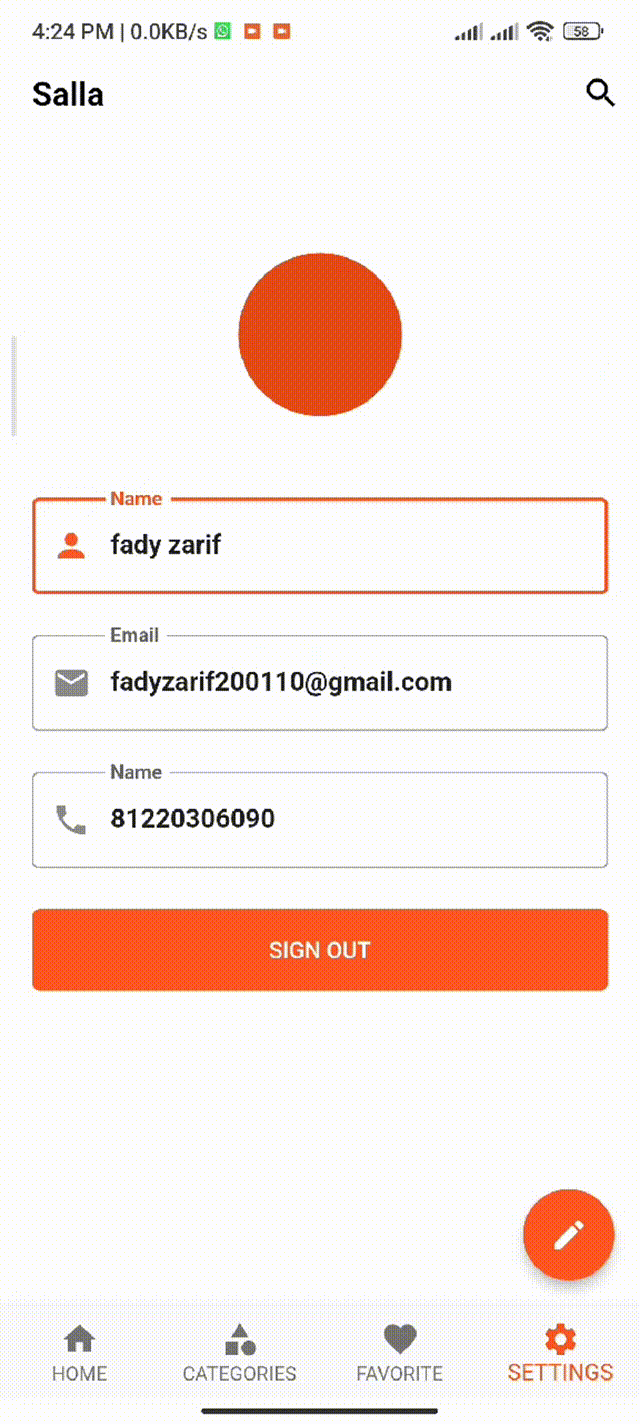 4:24 PM | 0.0KB/s
58
Salla
Name
fady zarif
Email
fadyzarif200110@gmail.com
Name
81220306090
SIGN OUT
HOME
CATEGORIES
FAVORITE
SETTINGS